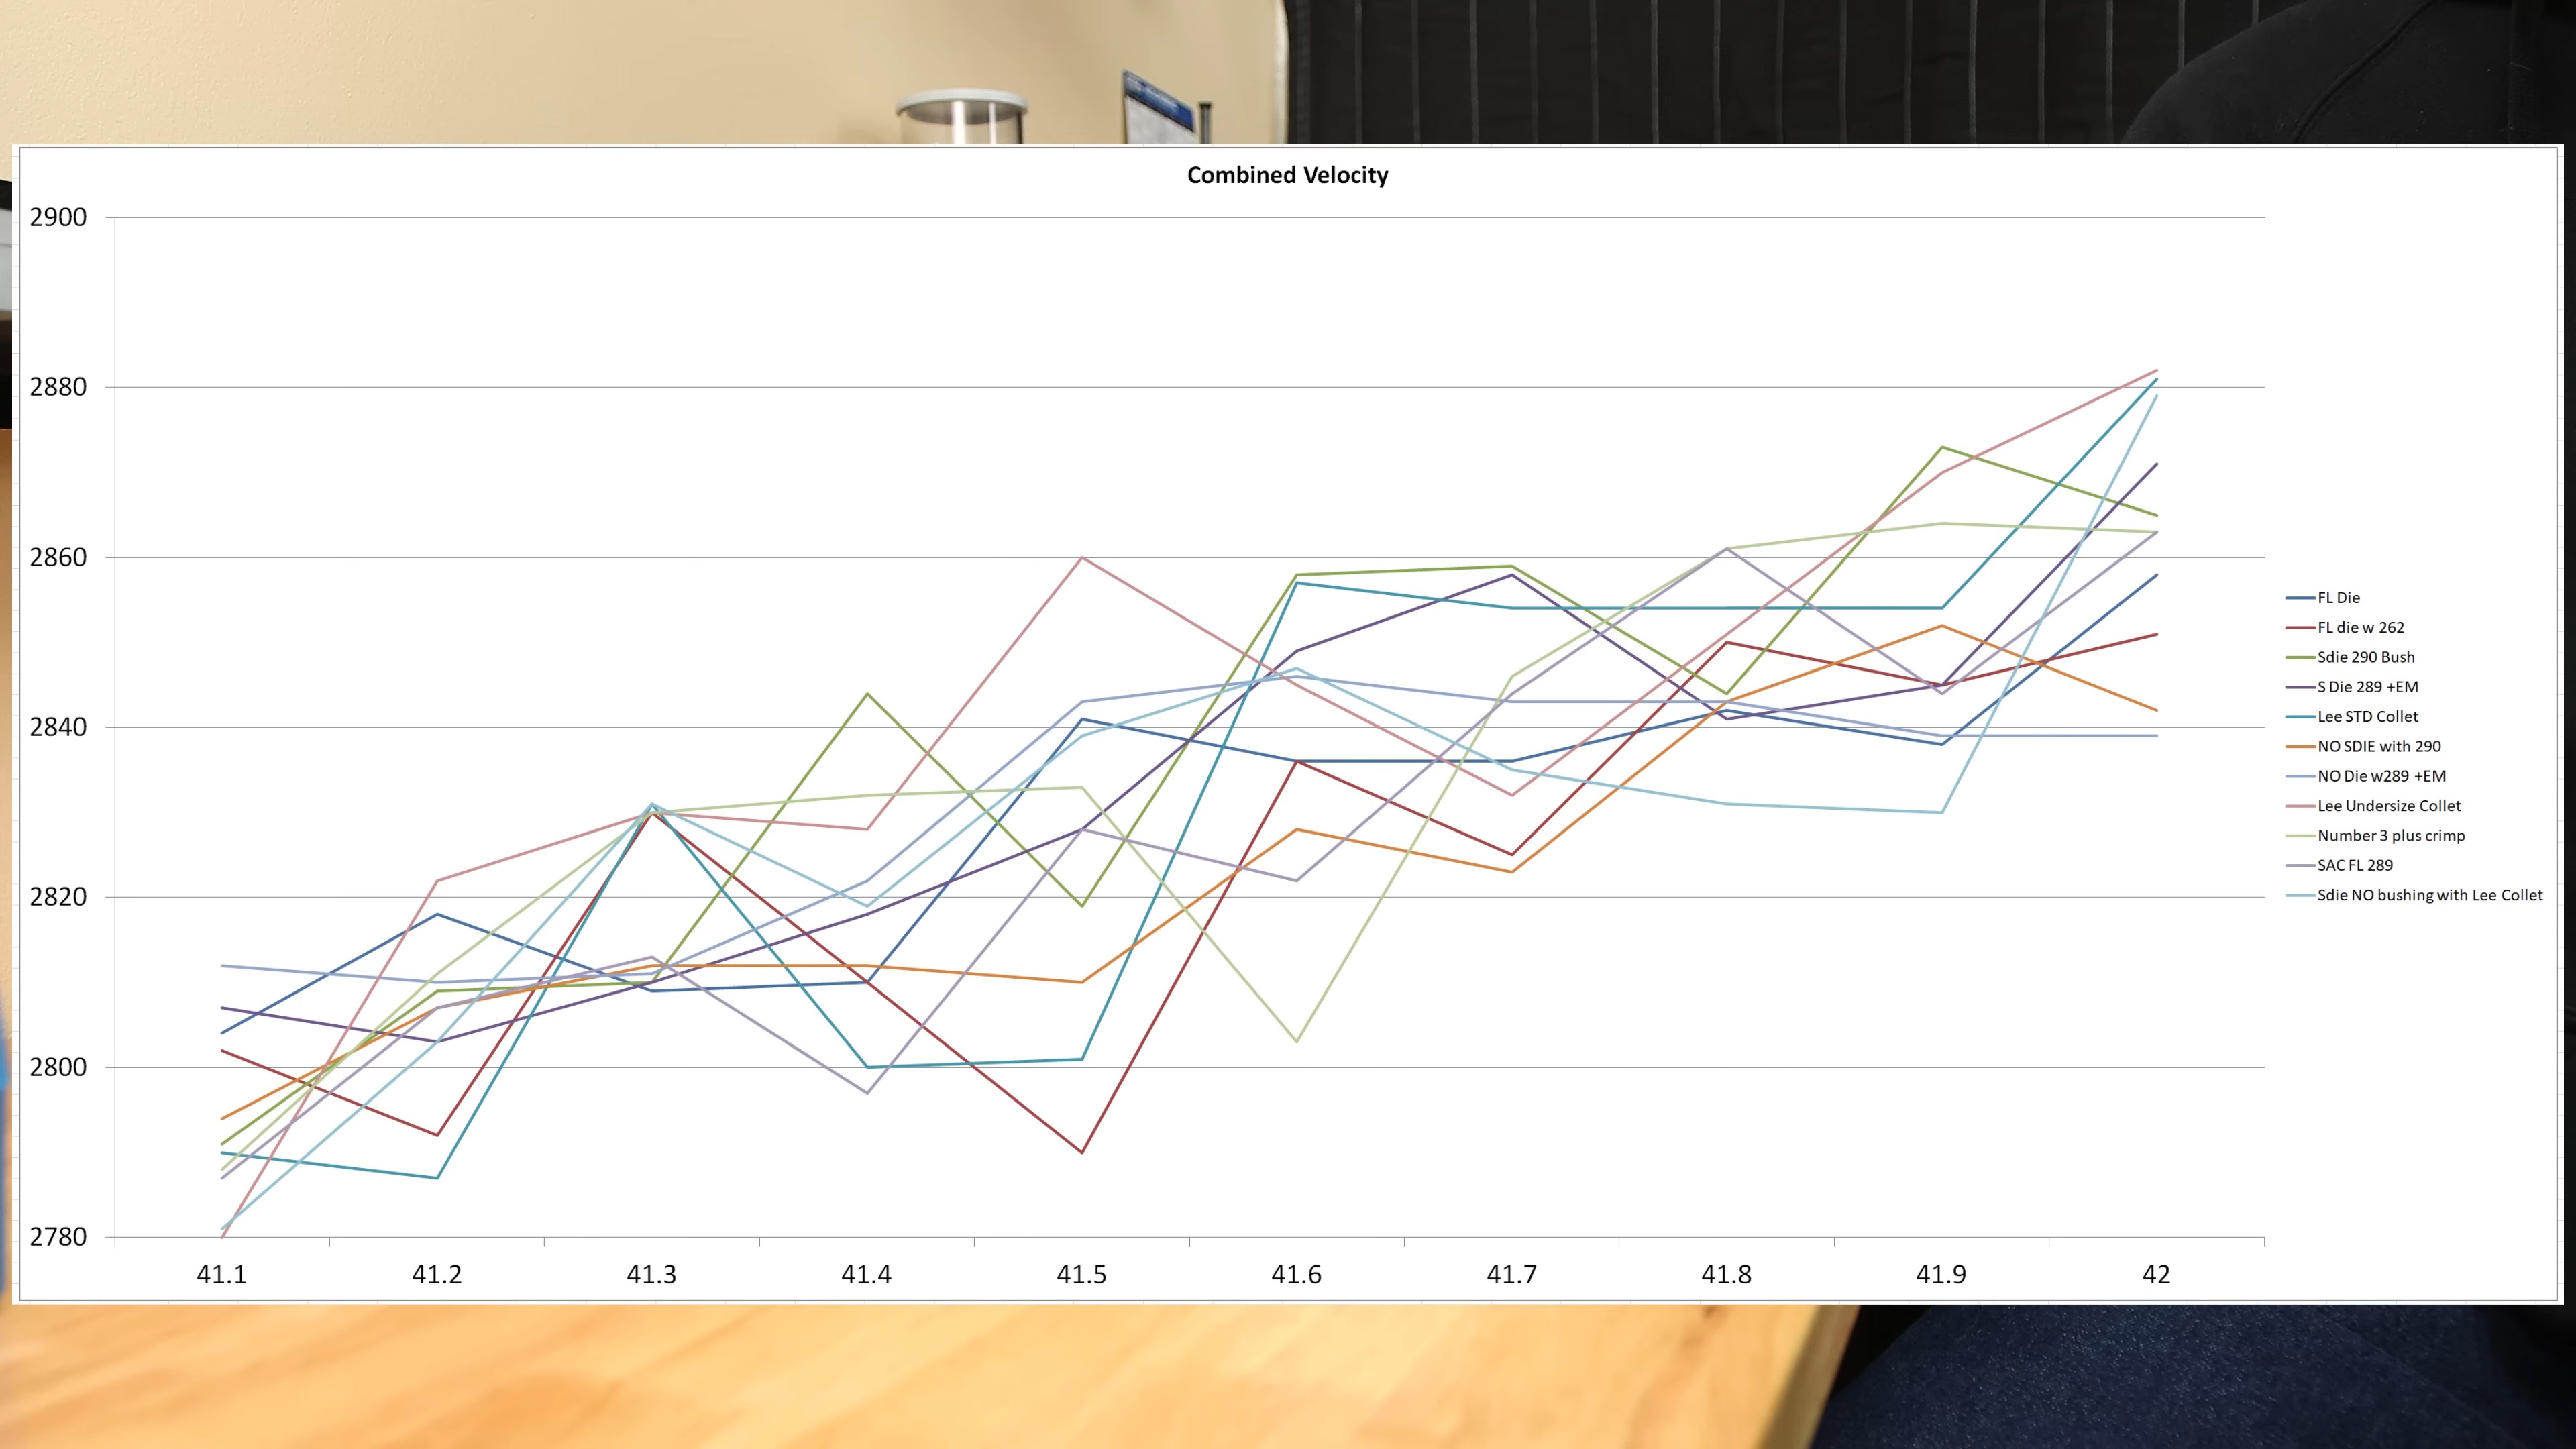 Combined Velocity
2900
2880
2860
2840
2820
2800
2780
41.1 41.2 41.3 41.4 41.5 41.6 41.7 41.8 41.9 42
FL Die
FL die w 262
Sdie 290 Bush
S Die 289 +EM
Lee STD Collet
NO SDIE with 290
NO Die w289 +EM
Lee Undersize Collet
Number 3 plus crimp
SAC FL 289
Sdie NO bushing with Lee Collet